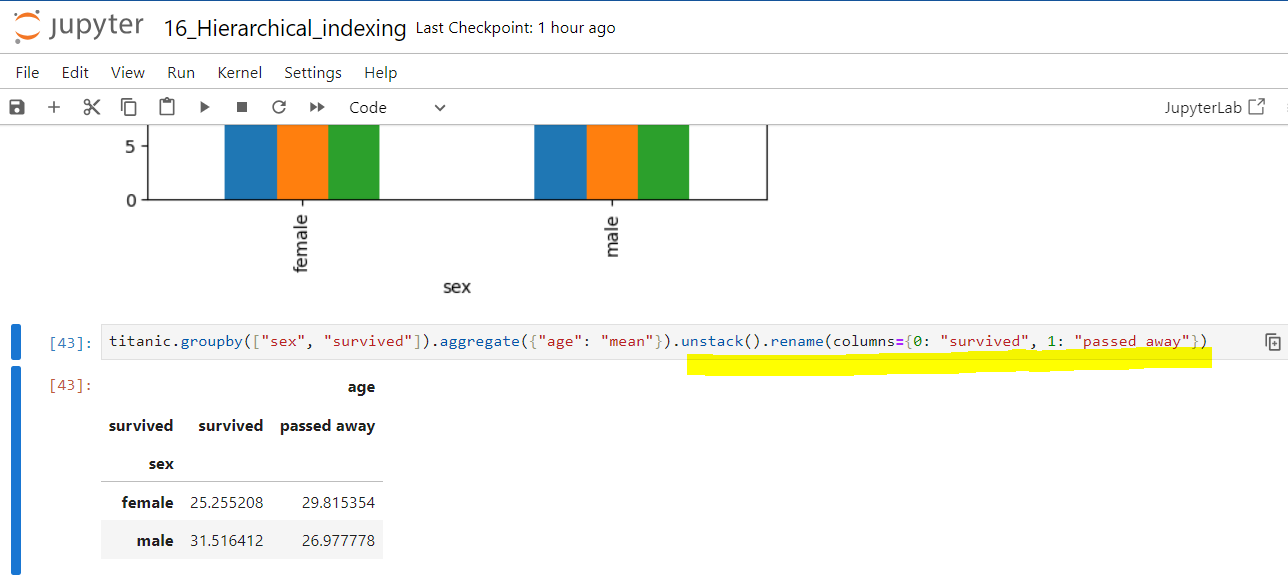 jupyter 16_Hierarchical_indexing Last Checkpoint: 1 hour ago
File Edit View Run Kernel Settings Help
Code JupyterLab
5
0
female male
sex
[43]: titanic.groupby(["sex", "survived"]).aggregate({"age": "mean"}).unstack().rename(columns={0: "survived", 1: "passed away"})
[43]: age
survived survived passed away
sex
female 25.255208 29.815354
male 31.516412 26.977778